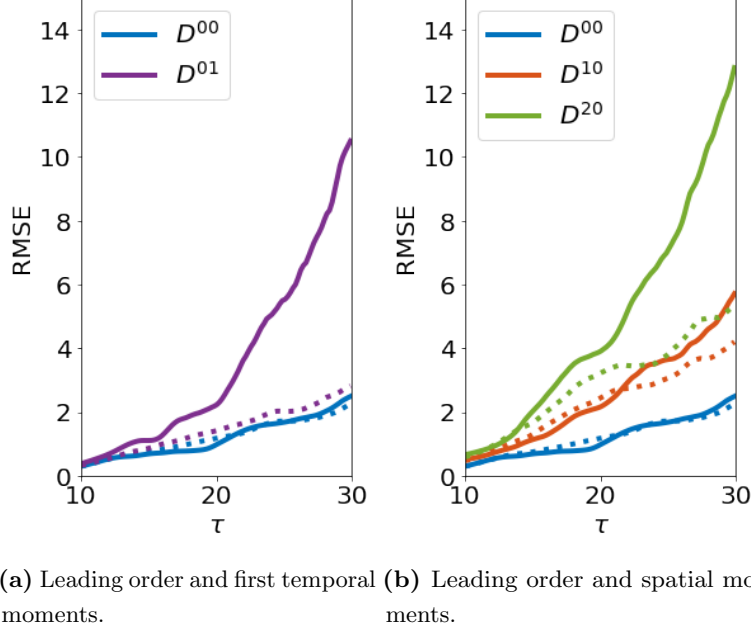 14
12
10
8
6
4
2
0
RMSE
D^{00}
D^{01}
10
20
30
τ
14
12
10
8
6
4
2
0
RMSE
D^{00}
D^{10}
D^{20}
10
20
30
τ
(a) Leading order and first temporal
moments.
(b) Leading order and spatial mo
ments.